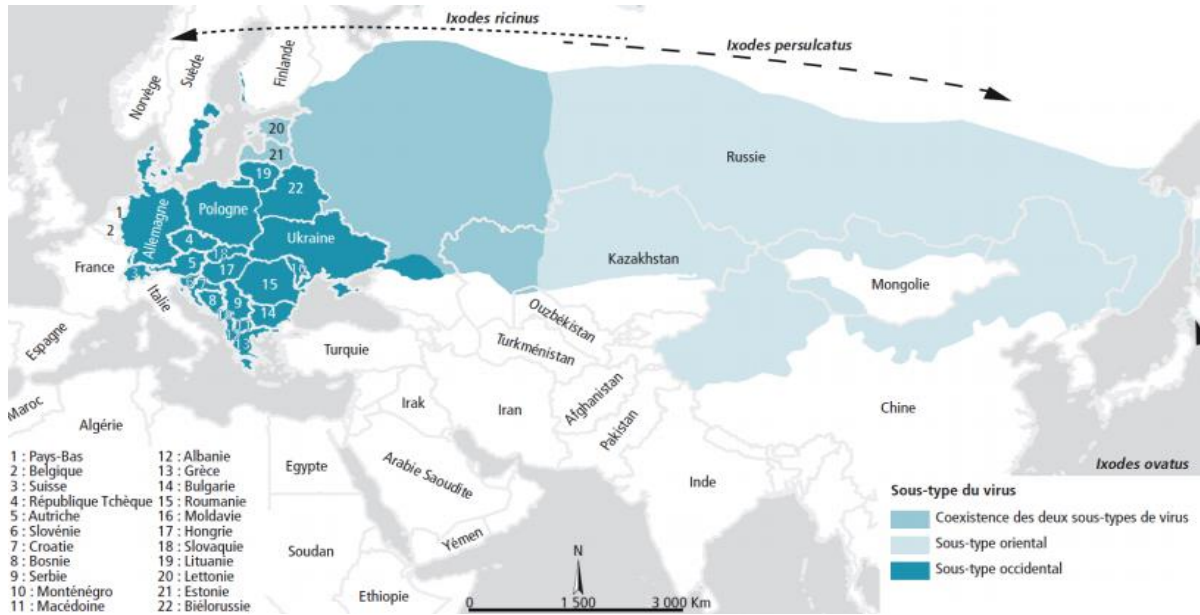 Ixodes ricinus
Ixodes persulcatus
Norvège
Suède
Finlande
20
21
19
22
Russie
1
2
Allemagne
Pologne
4
Ukraine
18
5
17
France
3
15
16
Kazakhstan
Mongolie
Italie
8
9
14
Espagne
Turquie
13
Ouzbékistan
Turkménistan
Maroc
Algérie
Irak
Iran
Afghanistan
Pakistan
Chine
Egypte
Arabie Saoudite
Inde
Ixodes ovatus
Soudan
Yémen
Ethiopie
1 : Pays-Bas
2 : Belgique
3 : Suisse
4 : République Tchèque
5 : Autriche
6 : Slovénie
7 : Croatie
8 : Bosnie
9 : Serbie
10 : Monténégro
11 : Macédoine
12 : Albanie
13 : Grèce
14 : Bulgarie
15 : Roumanie
16 : Moldavie
17 : Hongrie
18 : Slovaquie
19 : Lituanie
20 : Lettonie
21 : Estonie
22 : Biélorussie
N
0 1 500 3 000 Km
Sous-type du virus
Coexistence des deux sous-types de virus
Sous-type oriental
Sous-type occidental